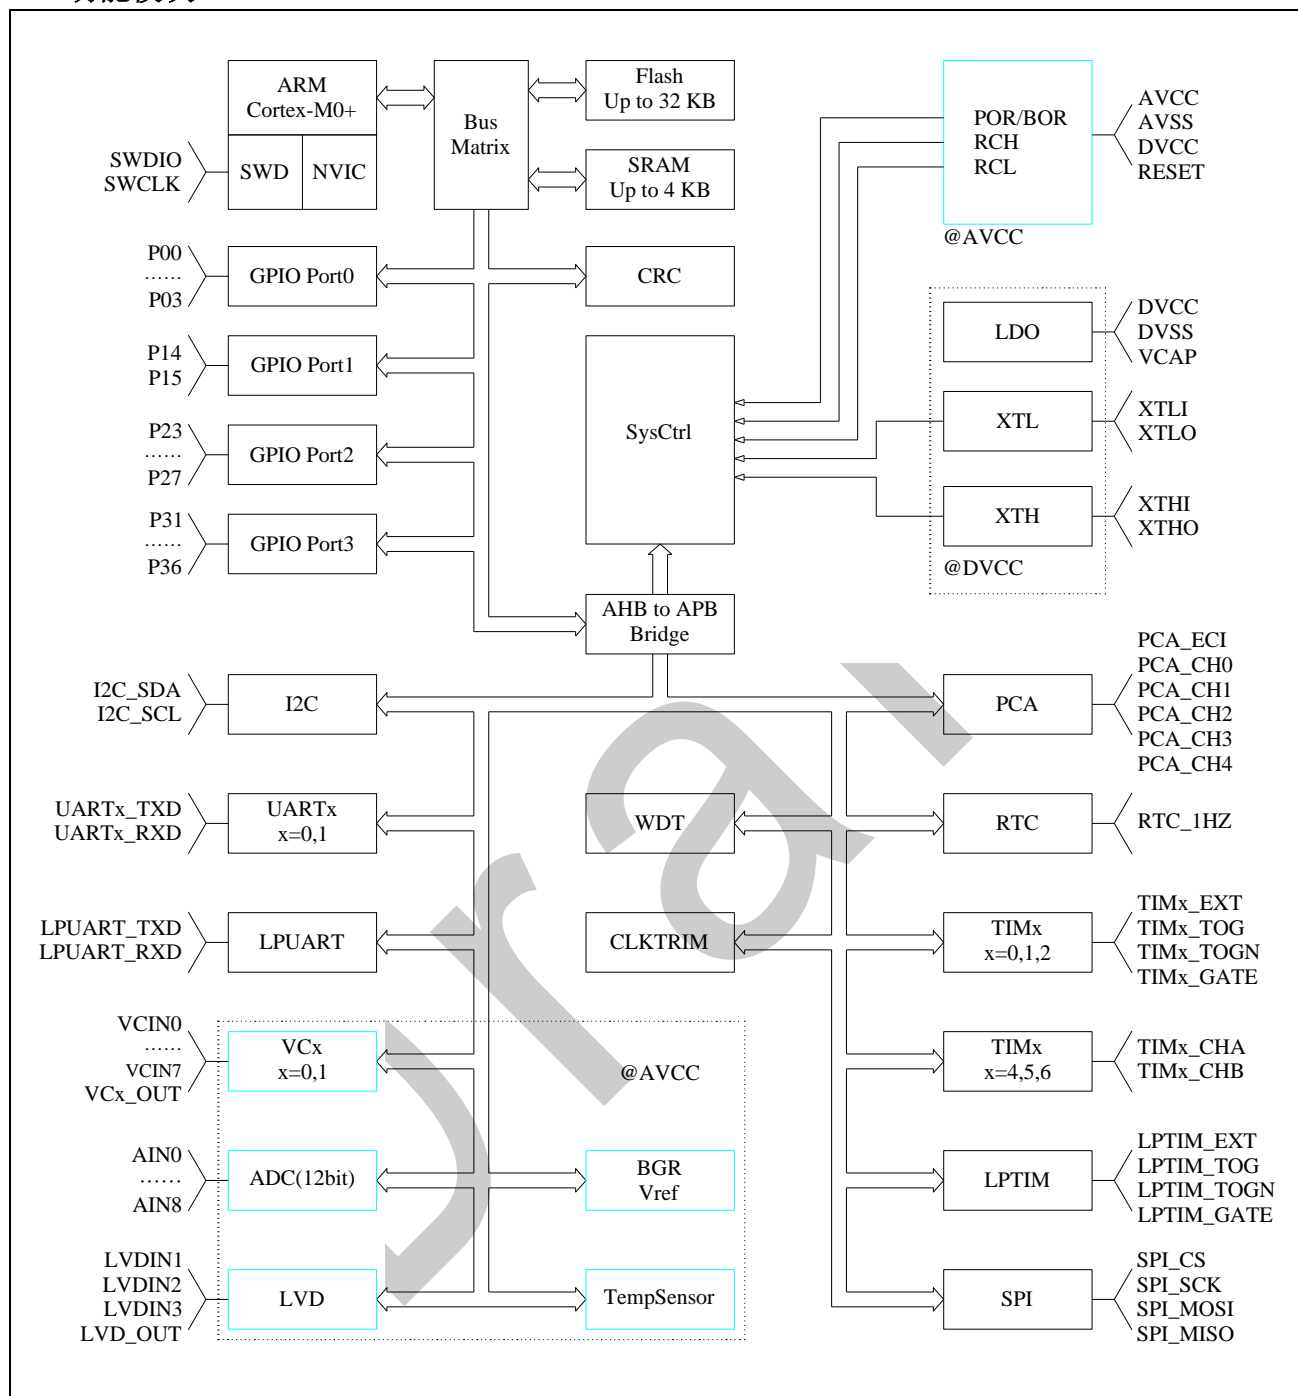 ARM
Cortex-M0+
SWD
NVIC
SWDIO
SWCLK
Bus
Matrix
Flash
Up to 32 KB
SRAM
Up to 4 KB
POR/BOR
RCH
RCL
@AVCC
AVCC
AVSS
DVCC
RESET
P00
......
P03
GPIO Port0
CRC
P14
P15
GPIO Port1
P23
......
P27
GPIO Port2
P31
......
P36
GPIO Port3
SysCtrl
LDO
DVCC
DVSS
VCAP
XTL
XTLI
XTLO
XTH
XTHI
XTHO
@DVCC
AHB to APB
Bridge
I2C_SDA
I2C_SCL
I2C
PCA
PCA_ECI
PCA_CH0
PCA_CH1
PCA_CH2
PCA_CH3
PCA_CH4
UARTx_TXD
UARTx_RXD
UARTx
x=0,1
WDT
RTC
RTC_1HZ
LPUART_TXD
LPUART_RXD
LPUART
CLKTRIM
TIMx
x=0,1,2
TIMx_EXT
TIMx_TOG
TIMx_TOGN
TIMx_GATE
VCIN0
......
VCIN7
VCx_OUT
VCx
x=0,1
@AVCC
TIMx
x=4,5,6
TIMx_CHA
TIMx_CHB
AIN0
......
AIN8
ADC(12bit)
BGR
Vref
LPTIM
LPTIM_EXT
LPTIM_TOG
LPTIM_TOGN
LPTIM_GATE
LVDIN1
LVDIN2
LVDIN3
LVD_OUT
LVD
TempSensor
SPI
SPI_CS
SPI_SCK
SPI_MOSI
SPI_MISO